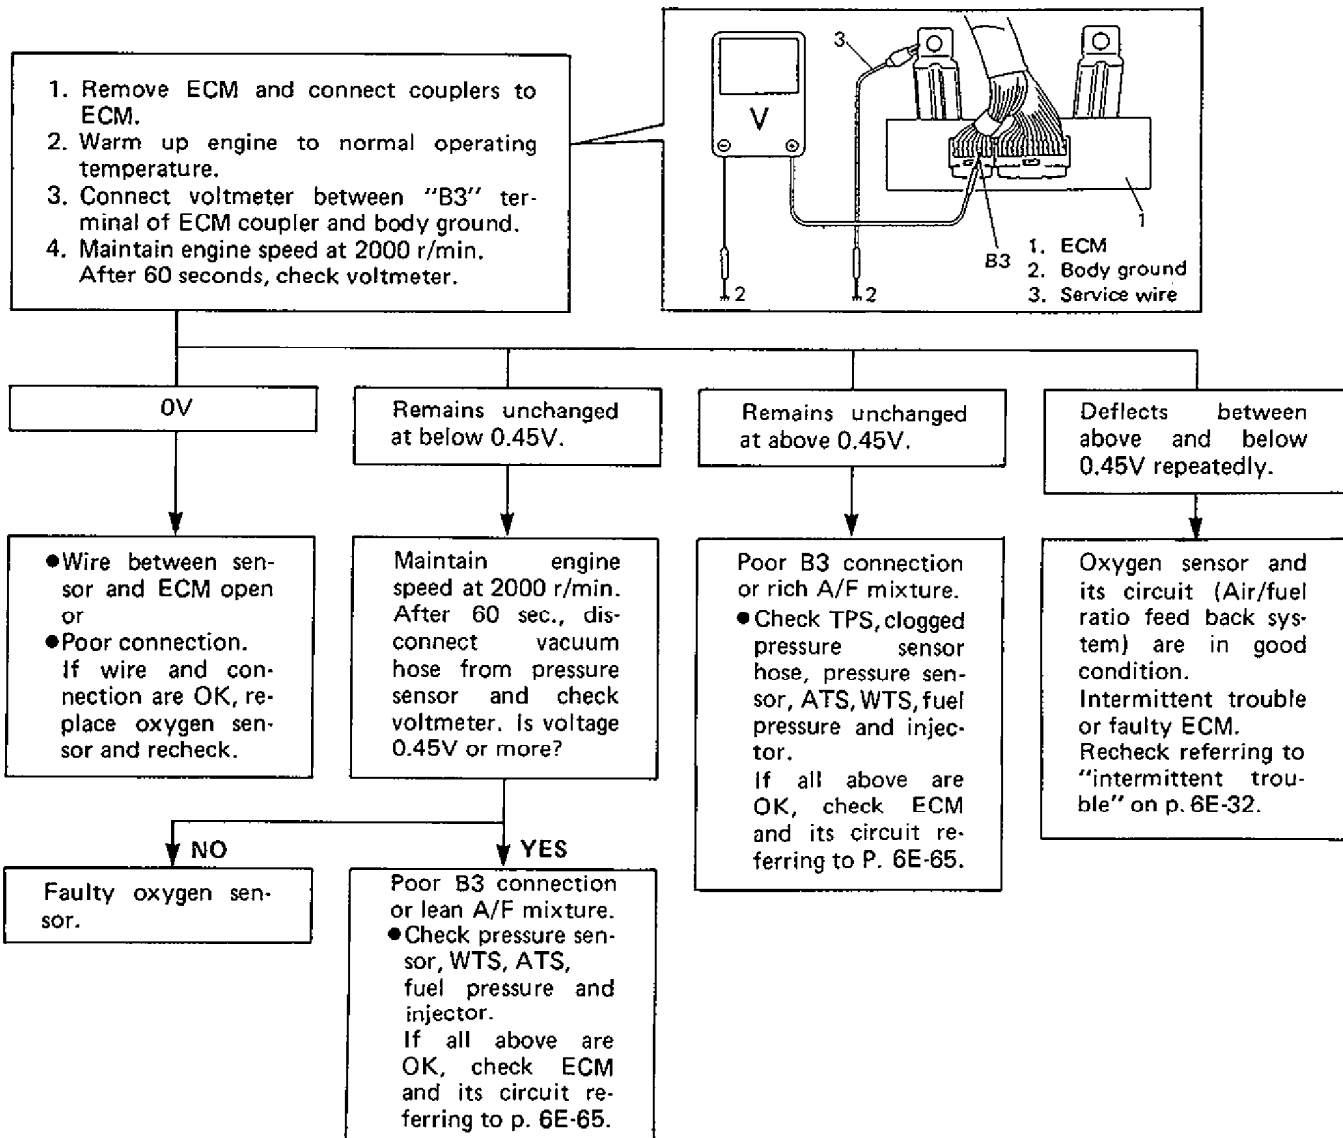 1. Remove ECM and connect couplers to
ECM.
2. Warm up engine to normal operating
temperature.
3. Connect voltmeter between "B3" ter-
minal of ECM coupler and body ground.
4. Maintain engine speed at 2000 r/min.
After 60 seconds, check voltmeter.
3
V
⊖
⊕
1
B3
2
2
1. ECM
2. Body ground
3. Service wire
0V
Remains unchanged
at below 0.45V.
Remains unchanged
at above 0.45V.
Deflects between
above and below
0.45V repeatedly.
●Wire between sen-
sor and ECM open
or
●Poor connection.
If wire and con-
nection are OK, re-
place oxygen sen-
sor and recheck.
Maintain engine
speed at 2000 r/min.
After 60 sec., dis-
connect vacuum
hose from pressure
sensor and check
voltmeter. Is voltage
0.45V or more?
Poor B3 connection
or rich A/F mixture.
●Check TPS, clogged
pressure sensor
hose, pressure sen-
sor, ATS, WTS, fuel
pressure and injec-
tor.
If all above are
OK, check ECM
and its circuit re-
ferring to P. 6E-65.
Oxygen sensor and
its circuit (Air/fuel
ratio feed back sys-
tem) are in good
condition.
Intermittent trouble
or faulty ECM.
Recheck referring to
"intermittent trou-
ble" on p. 6E-32.
NO
YES
Faulty oxygen sen-
sor.
Poor B3 connection
or lean A/F mixture.
●Check pressure sen-
sor, WTS, ATS,
fuel pressure and
injector.
If all above are
OK, check ECM
and its circuit re-
ferring to p. 6E-65.